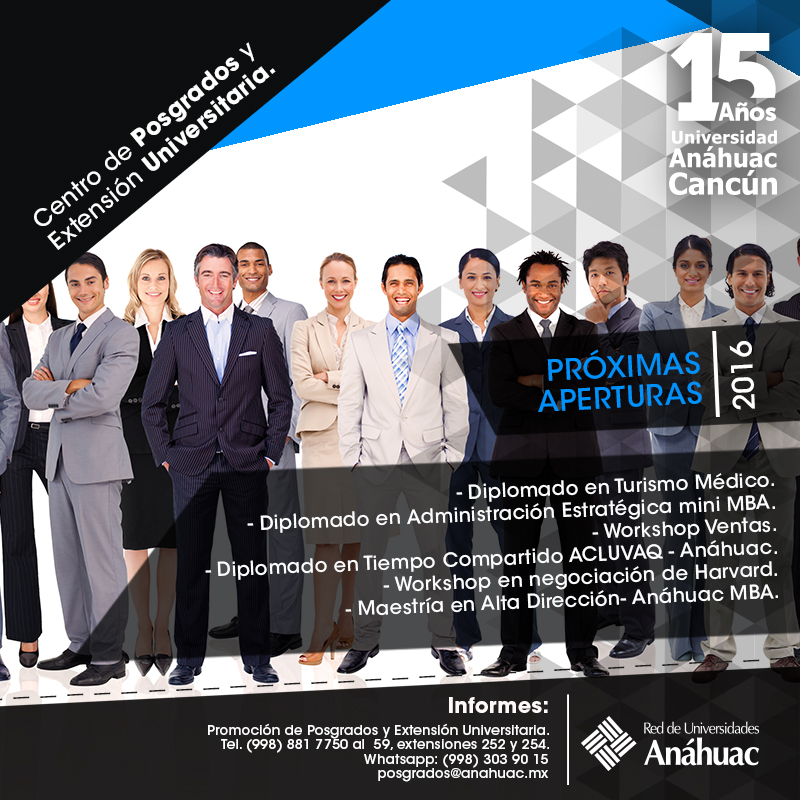 Centro de Posgrados y
Extensión Universitaria.
15
Años
Universidad
Anáhuac
Cancún
PRÓXIMAS
APERTURAS
2016
- Diplomado en Turismo Médico.
- Diplomado en Administración Estratégica mini MBA.
- Workshop Ventas.
- Diplomado en Tiempo Compartido ACLUVAQ - Anáhuac.
- Workshop en negociación de Harvard.
- Maestría en Alta Dirección- Anáhuac MBA.
Informes:
Promoción de Posgrados y Extensión Universitaria.
Tel. (998) 881 7750 al  59, extensiones 252 y 254.
Whatsapp: (998) 303 90 15
posgrados@anahuac.mx
Red de Universidades
Anáhuac